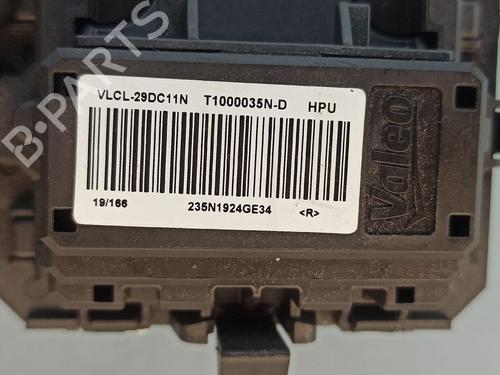 B-PARTS
VLCL-29DC11N T1000035N-D HPU
19/166 235N1924GE34 <R>
Valeo